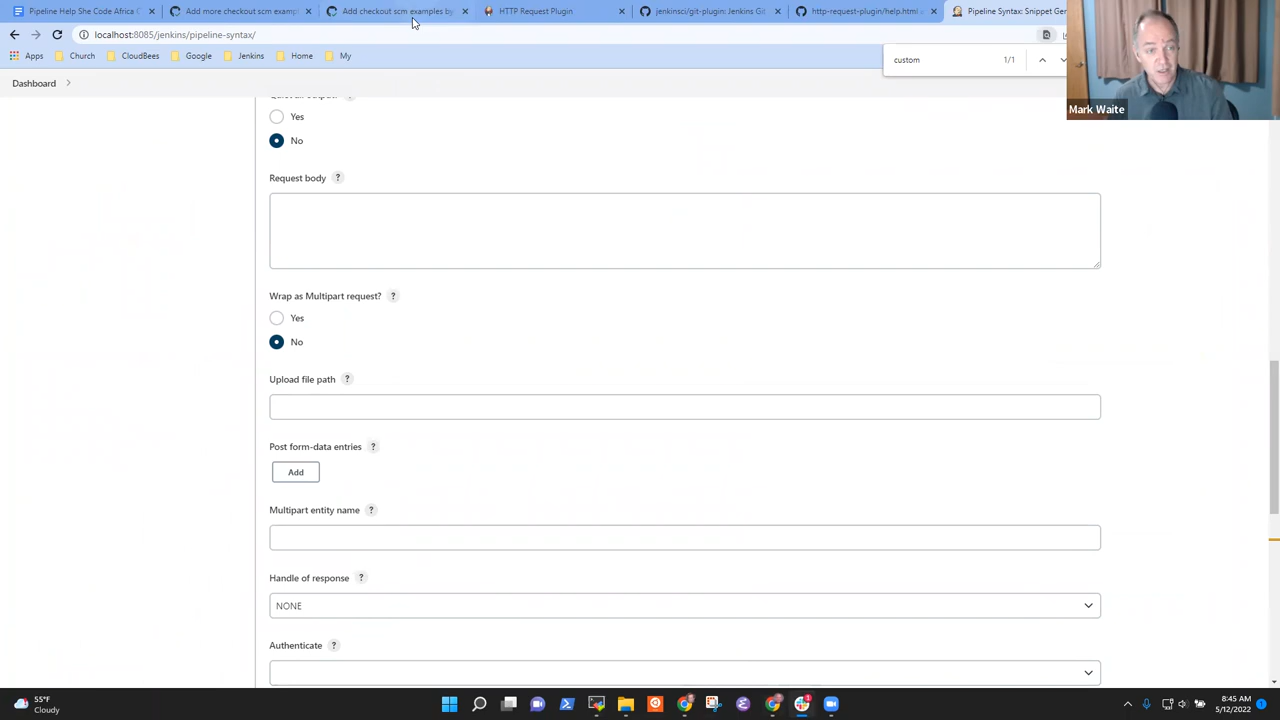 Pipeline Help She Code Africa C
Add more checkout scm exampl
Add checkout scm examples by
HTTP Request Plugin
jenkinsci/git-plugin: Jenkins Git
http-request-plugin/help.html
Pipeline Syntax: Snippet Gen
localhost:8085/jenkins/pipeline-syntax/
Apps
Church
CloudBees
Google
Jenkins
Home
My
custom
1/1
Mark Waite
Dashboard
Yes
No
Request body ?
Wrap as Multipart request? ?
Yes
No
Upload file path ?
Post form-data entries ?
Add
Multipart entity name ?
Handle of response ?
NONE
Authenticate ?
55°F
Cloudy
8:45 AM
5/12/2022